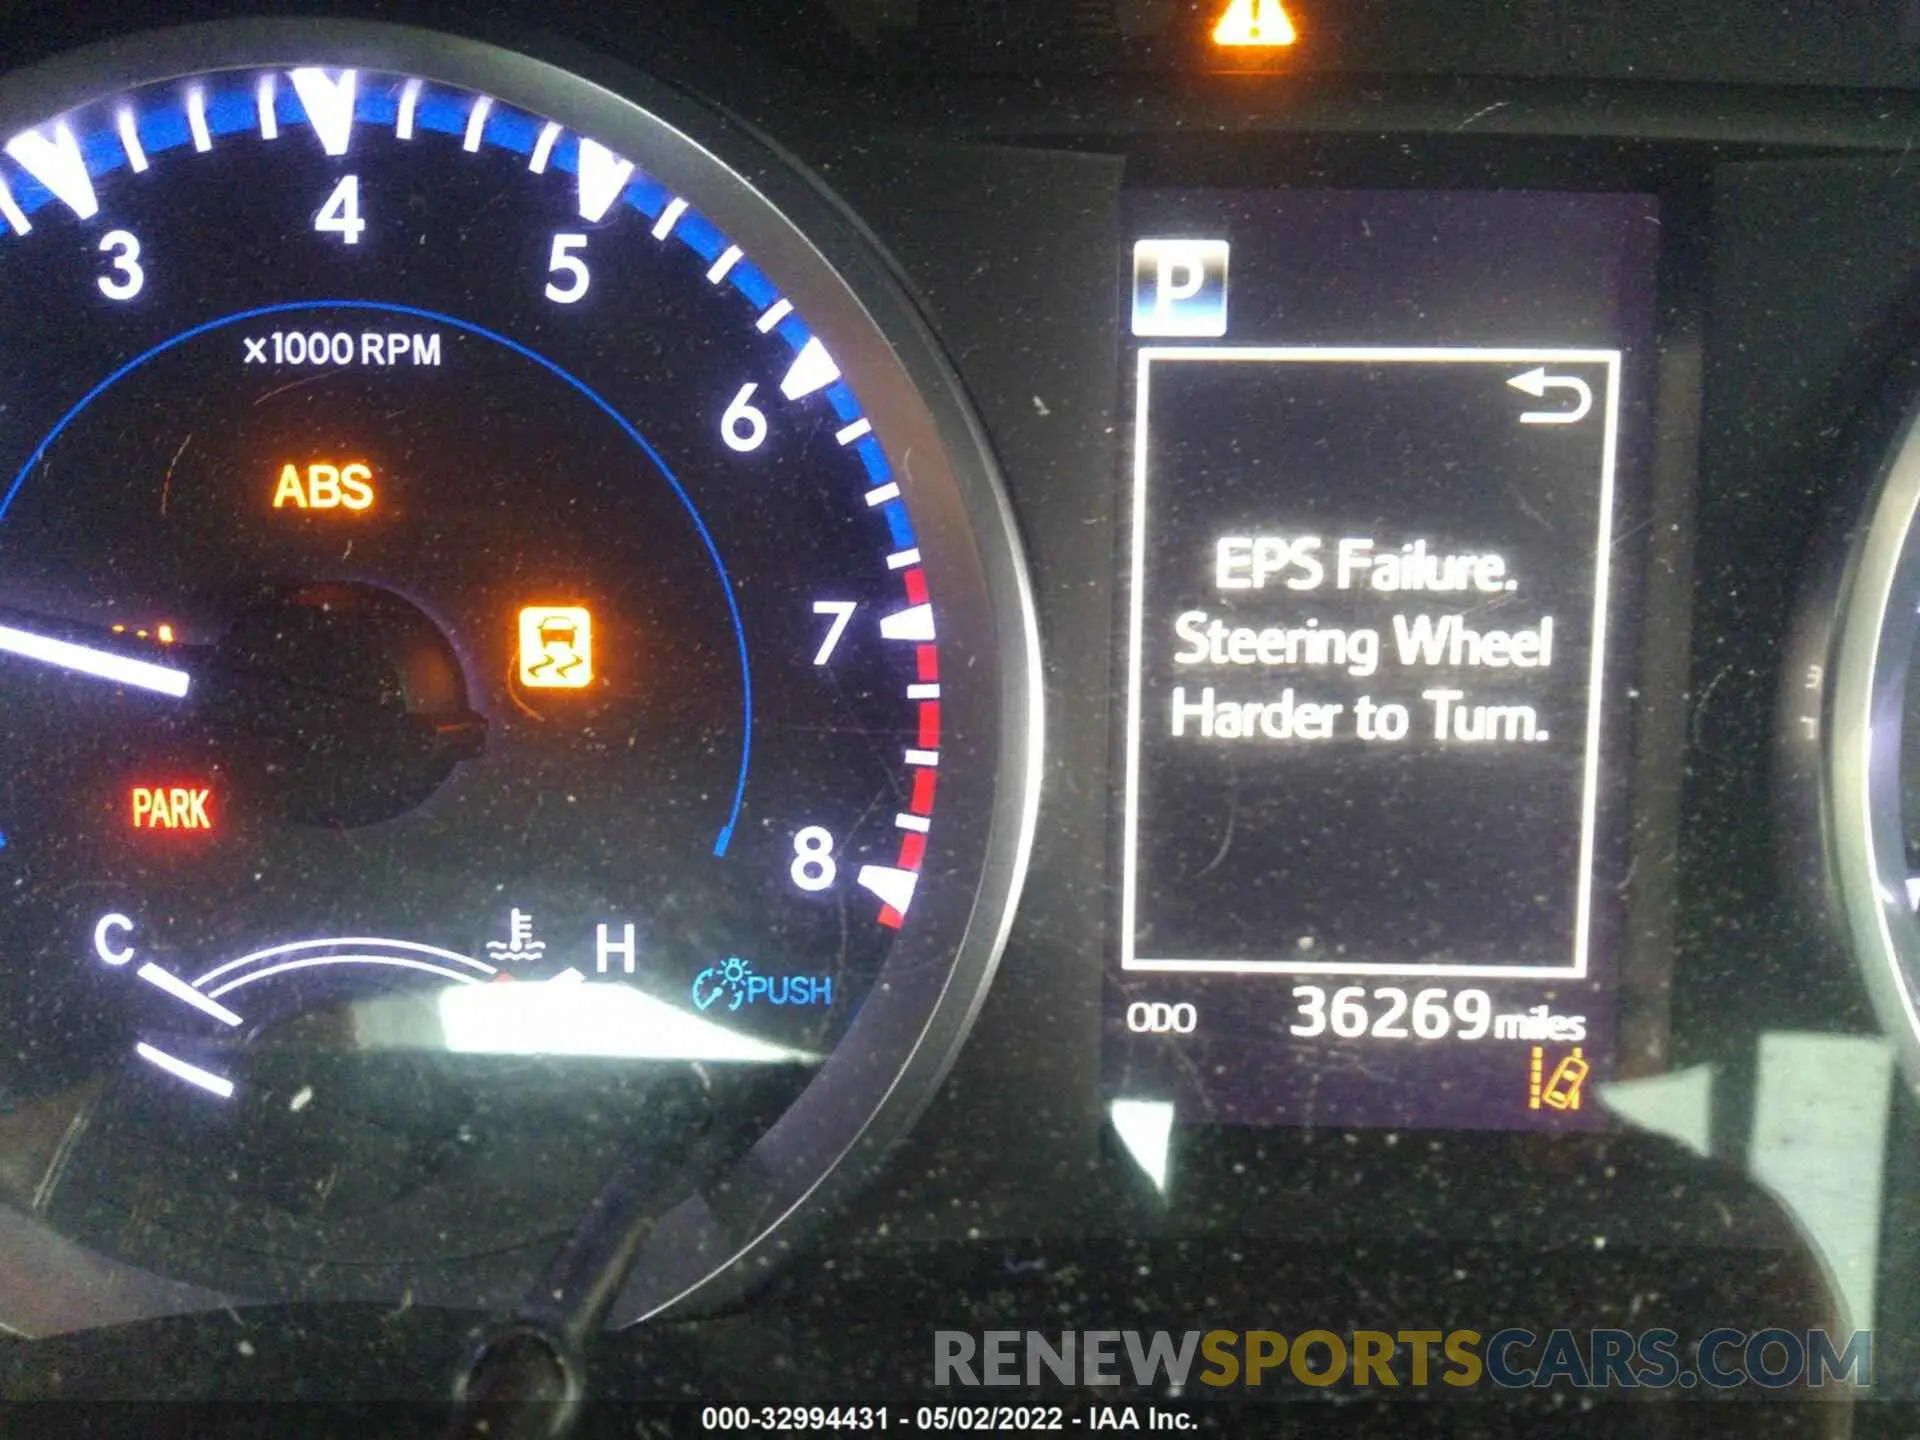 3
4
5
6
7
8
x1000 RPM
ABS
PARK
C
H
PUSH
P
EPS Failure.
Steering Wheel
Harder to Turn.
ODO 36269 miles
RENEWSPORTSCARS.COM
000-32994431 - 05/02/2022 - IAA Inc.